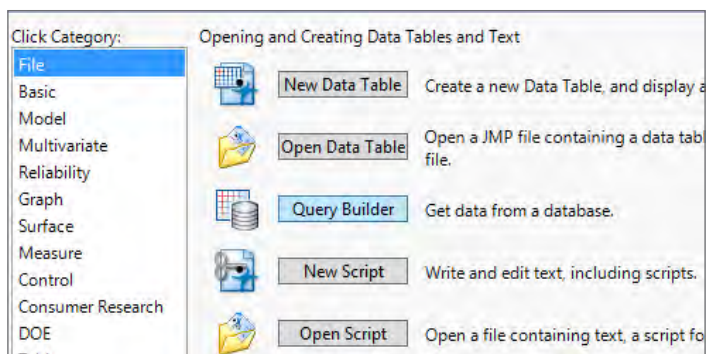 Click Category:
File
Basic
Model
Multivariate
Reliability
Graph
Surface
Measure
Control
Consumer Research
DOE
Opening and Creating Data Tables and Text
New Data Table
Create a new Data Table, and display a
Open Data Table
Open a JMP file containing a data tabl
file.
Query Builder
Get data from a database.
New Script
Write and edit text, including scripts.
Open Script
Open a file containing text, a script fo